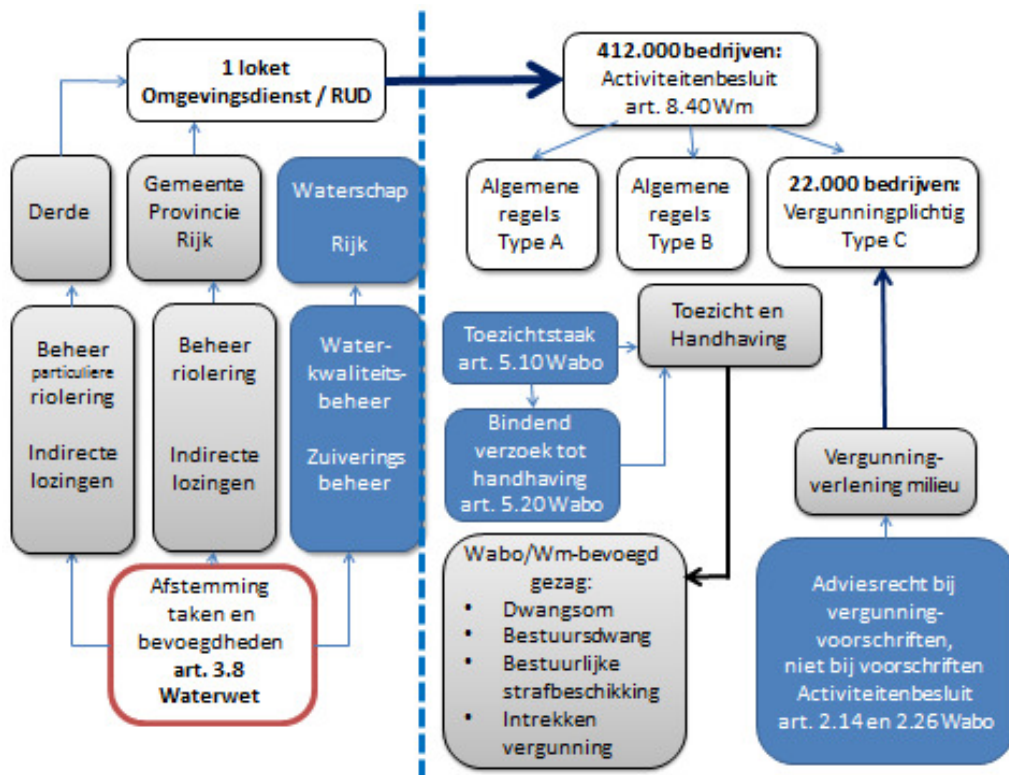 1 loket
Omgevingsdienst / RUD
412.000 bedrijven:
Activiteitenbesluit
art. 8.40 Wm
Derde
Gemeente
Provincie
Rijk
Waterschap
Rijk
Algemene
regels
Type A
Algemene
regels
Type B
22.000 bedrijven:
Vergunningplichtig
Type C
Beheer
particuliere
riolering
Indirecte
lozingen
Beheer
riolering
Indirecte
lozingen
Water-
kwaliteits-
beheer
Zuiverings
beheer
Toezichtstaak
art. 5.10 Wabo
Toezicht en
Handhaving
Bindend
verzoek tot
handhaving
art. 5.20 Wabo
Vergunning-
verlening milieu
Afstemming
taken en
bevoegdheden
art. 3.8
Waterwet
Wabo/Wm-bevoegd
gezag:
• Dwangsom
• Bestuursdwang
• Bestuurlijke
strafbeschikking
• Intrekken
vergunning
Adviesrecht bij
vergunning-
voorschriften,
niet bij voorschriften
Activiteitenbesluit
art. 2.14 en 2.26 Wabo